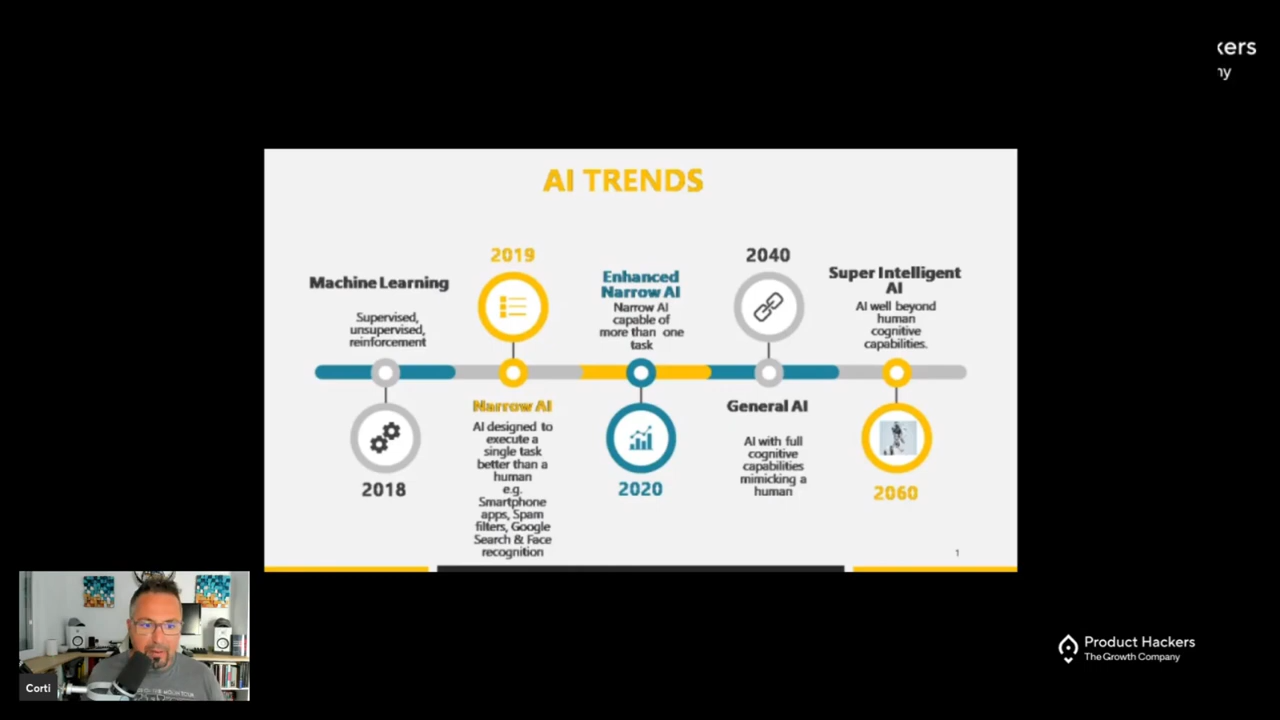 kers
ny
AI TRENDS
2019
2040
Machine Learning
Enhanced
Narrow AI
Super Intelligent
AI
Supervised,
unsupervised,
reinforcement
Narrow AI
capable of
more than one
task
AI well beyond
human
cognitive
capabilities.
Narrow AI
General AI
AI designed to
execute a
single task
better than a
human
e.g.
Smartphone
apps, Spam
filters, Google
Search & Face
recognition
AI with full
cognitive
capabilities
mimicking a
human
2018
2020
2060
1
Corti
Product Hackers
The Growth Company